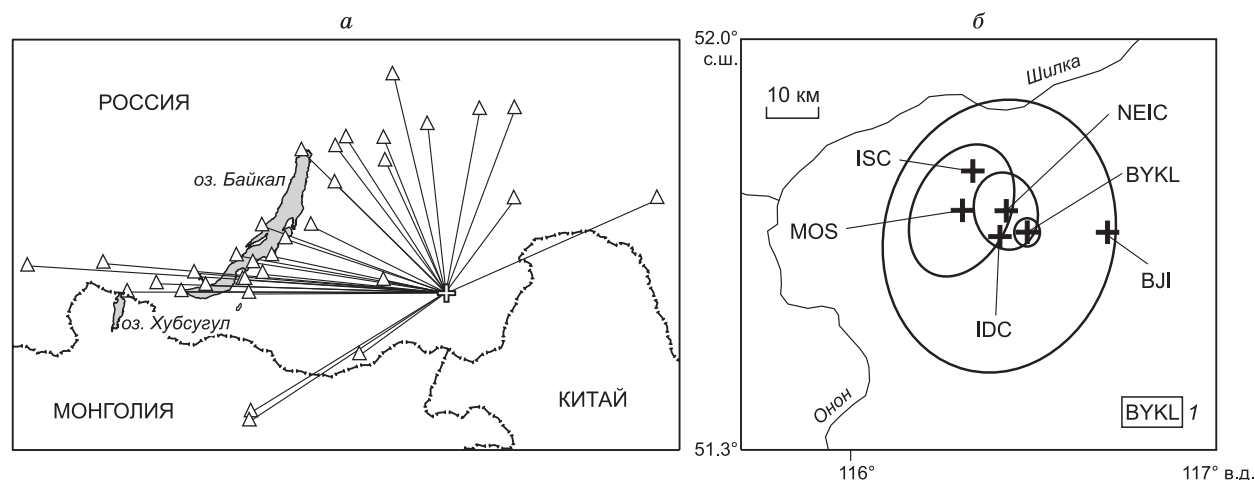 а
РОССИЯ
оз. Байкал
оз. Хубсугул
МОНГОЛИЯ
КИТАЙ
б
52.0°
с.ш.
Шилка
10 км
NEIC
ISC
BYKL
MOS
BJI
IDC
Онон
BYKL 1
51.3°
116°
117° в.д.